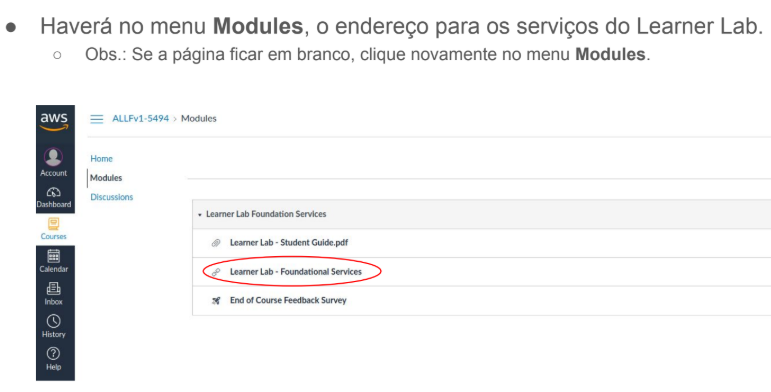 ● Haverá no menu Modules, o endereço para os serviços do Learner Lab.
○ Obs.: Se a página ficar em branco, clique novamente no menu Modules.
aws
ALLFv1-5494 > Modules
Account
Dashboard
Courses
Calendar
Inbox
History
Help
Home
Modules
Discussions
Learner Lab Foundation Services
Learner Lab - Student Guide.pdf
Learner Lab - Foundational Services
End of Course Feedback Survey